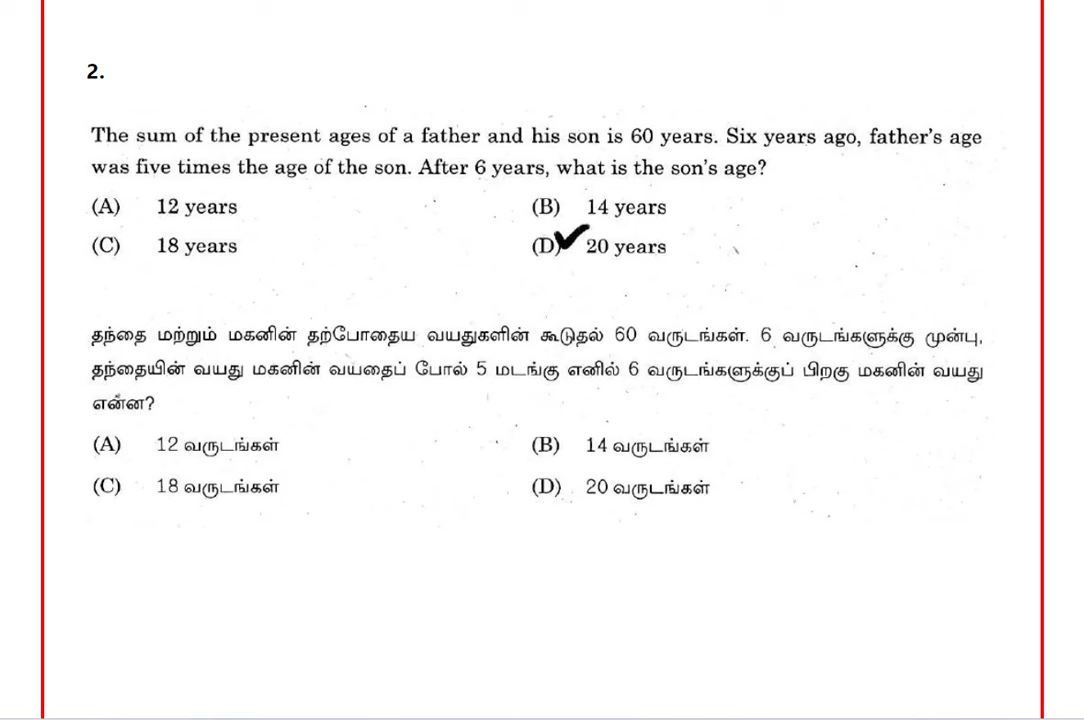 2.
The sum of the present ages of a father and his son is 60 years. Six years ago, father's age
was five times the age of the son. After 6 years, what is the son's age?
(A) 12 years (B) 14 years
(C) 18 years (D) 20 years
தந்தை மற்றும் மகனின் தற்போதைய வயதுகளின் கூடுதல் 60 வருடங்கள். 6 வருடங்களுக்கு முன்பு,
தந்தையின் வயது மகனின் வயதைப் போல் 5 மடங்கு எனில் 6 வருடங்களுக்குப் பிறகு மகனின் வயது
என்ன?
(A) 12 வருடங்கள் (B) 14 வருடங்கள்
(C) 18 வருடங்கள் (D) 20 வருடங்கள்